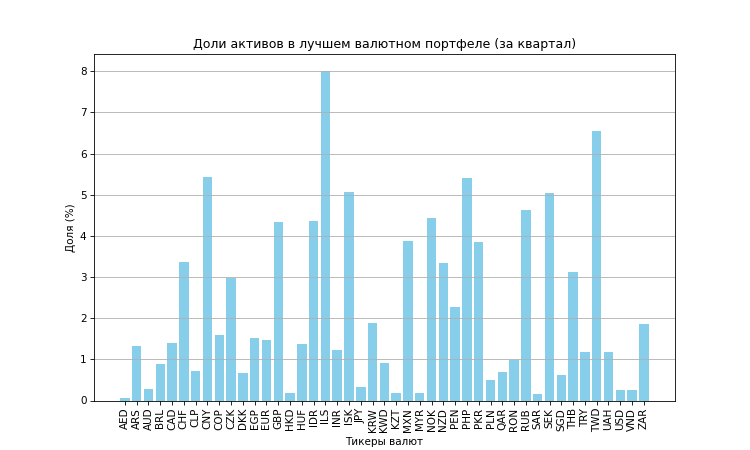 Доли активов в лучшем валютном портфеле (за квартал)
Доля (%)
8
7
6
5
4
3
2
1
0
AED ARS AUD BRL CAD CHF CLP CNY COP CZK DKK EGP EUR GBP HKD HUF IDR ILS INR ISK JPY KRW KWD KZT MXN MYR NOK NZD PEN PHP PKR PLN QAR RON RUB SAR SEK SGD THB TRY TWD UAH USD VND ZAR
Тикеры валют